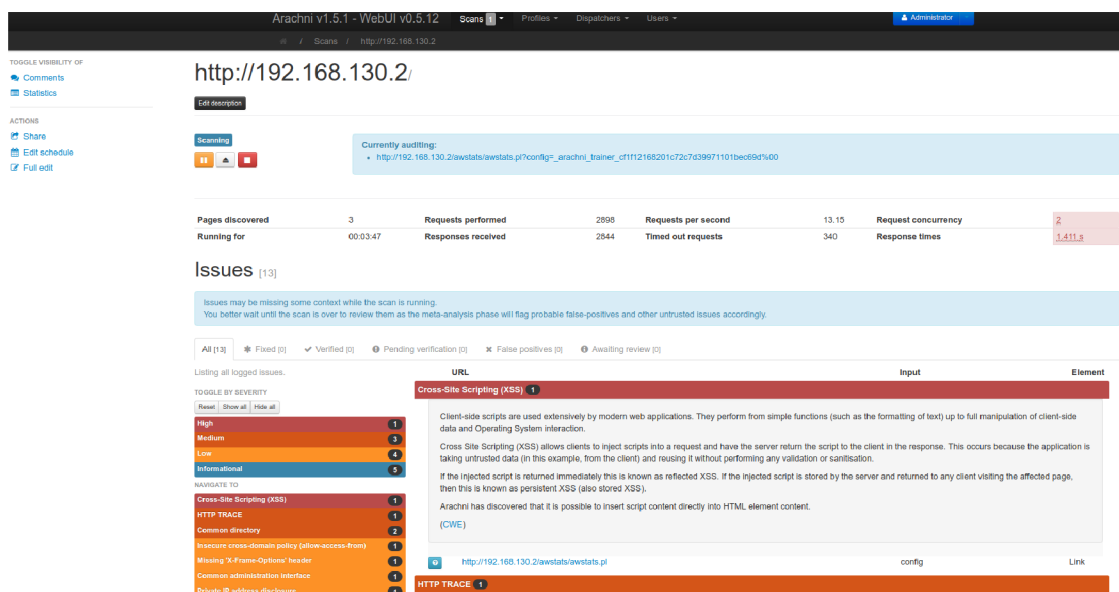 Arachni v1.5.1 - WebUI v0.5.12 Scans 1 Profiles Dispatchers Users Administrator
/ Scans / http://192.168.130.2
TOGGLE VISIBILITY OF
Comments
Statistics
ACTIONS
Share
Edit schedule
Full edit
http://192.168.130.2/
Edit description
Scanning
Currently auditing:
http://192.168.130.2/awstats/awstats.pl?config=_arachni_trainer_cf1f12168201c72c7d39971101bec69d%00
Pages discovered 3 Requests performed 2898 Requests per second 13.15 Request concurrency 2
Running for 00:03:47 Responses received 2844 Timed out requests 340 Response times 1.411 s
Issues [13]
Issues may be missing some context while the scan is running.
You better wait until the scan is over to review them as the meta-analysis phase will flag probable false-positives and other untrusted issues accordingly.
All [13] Fixed [0] Verified [0] Pending verification [0] False positives [0] Awaiting review [0]
Listing all logged issues.
TOGGLE BY SEVERITY
Reset Show all Hide all
High 1
Medium 3
Low 4
Informational 5
NAVIGATE TO
Cross-Site Scripting (XSS) 1
HTTP TRACE 1
Common directory 2
Insecure cross-domain policy (allow-access-from) 1
Missing 'X-Frame-Options' header 1
Common administration interface 1
Private IP address disclosure 1
URL Input Element
Cross-Site Scripting (XSS) 1
Client-side scripts are used extensively by modern web applications. They perform from simple functions (such as the formatting of text) up to full manipulation of client-side
data and Operating System interaction.
Cross Site Scripting (XSS) allows clients to inject scripts into a request and have the server return the script to the client in the response. This occurs because the application is
taking untrusted data (in this example, from the client) and reusing it without performing any validation or sanitisation.
If the injected script is returned immediately this is known as reflected XSS. If the injected script is stored by the server and returned to any client visiting the affected page,
then this is known as persistent XSS (also stored XSS).
Arachni has discovered that it is possible to insert script content directly into HTML element content.
(CWE)
http://192.168.130.2/awstats/awstats.pl config Link
HTTP TRACE 1